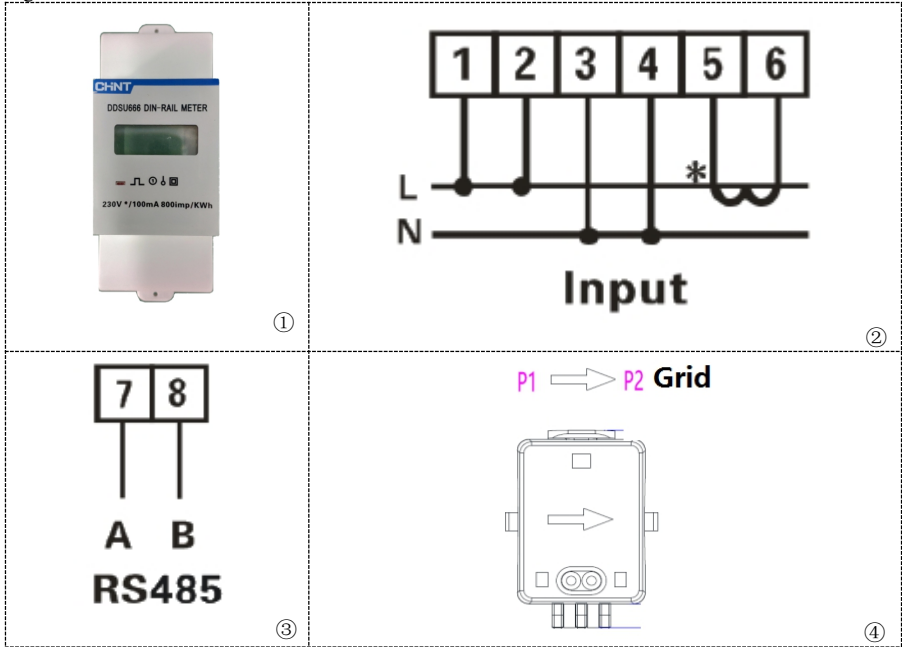 CHNT
DDSU666 DIN-RAIL METER
230V */100mA 800imp/KWh
①
1 2 3 4 5 6
*
L
N
Input
②
7 8
A B
RS485
③
P1 P2 Grid
④